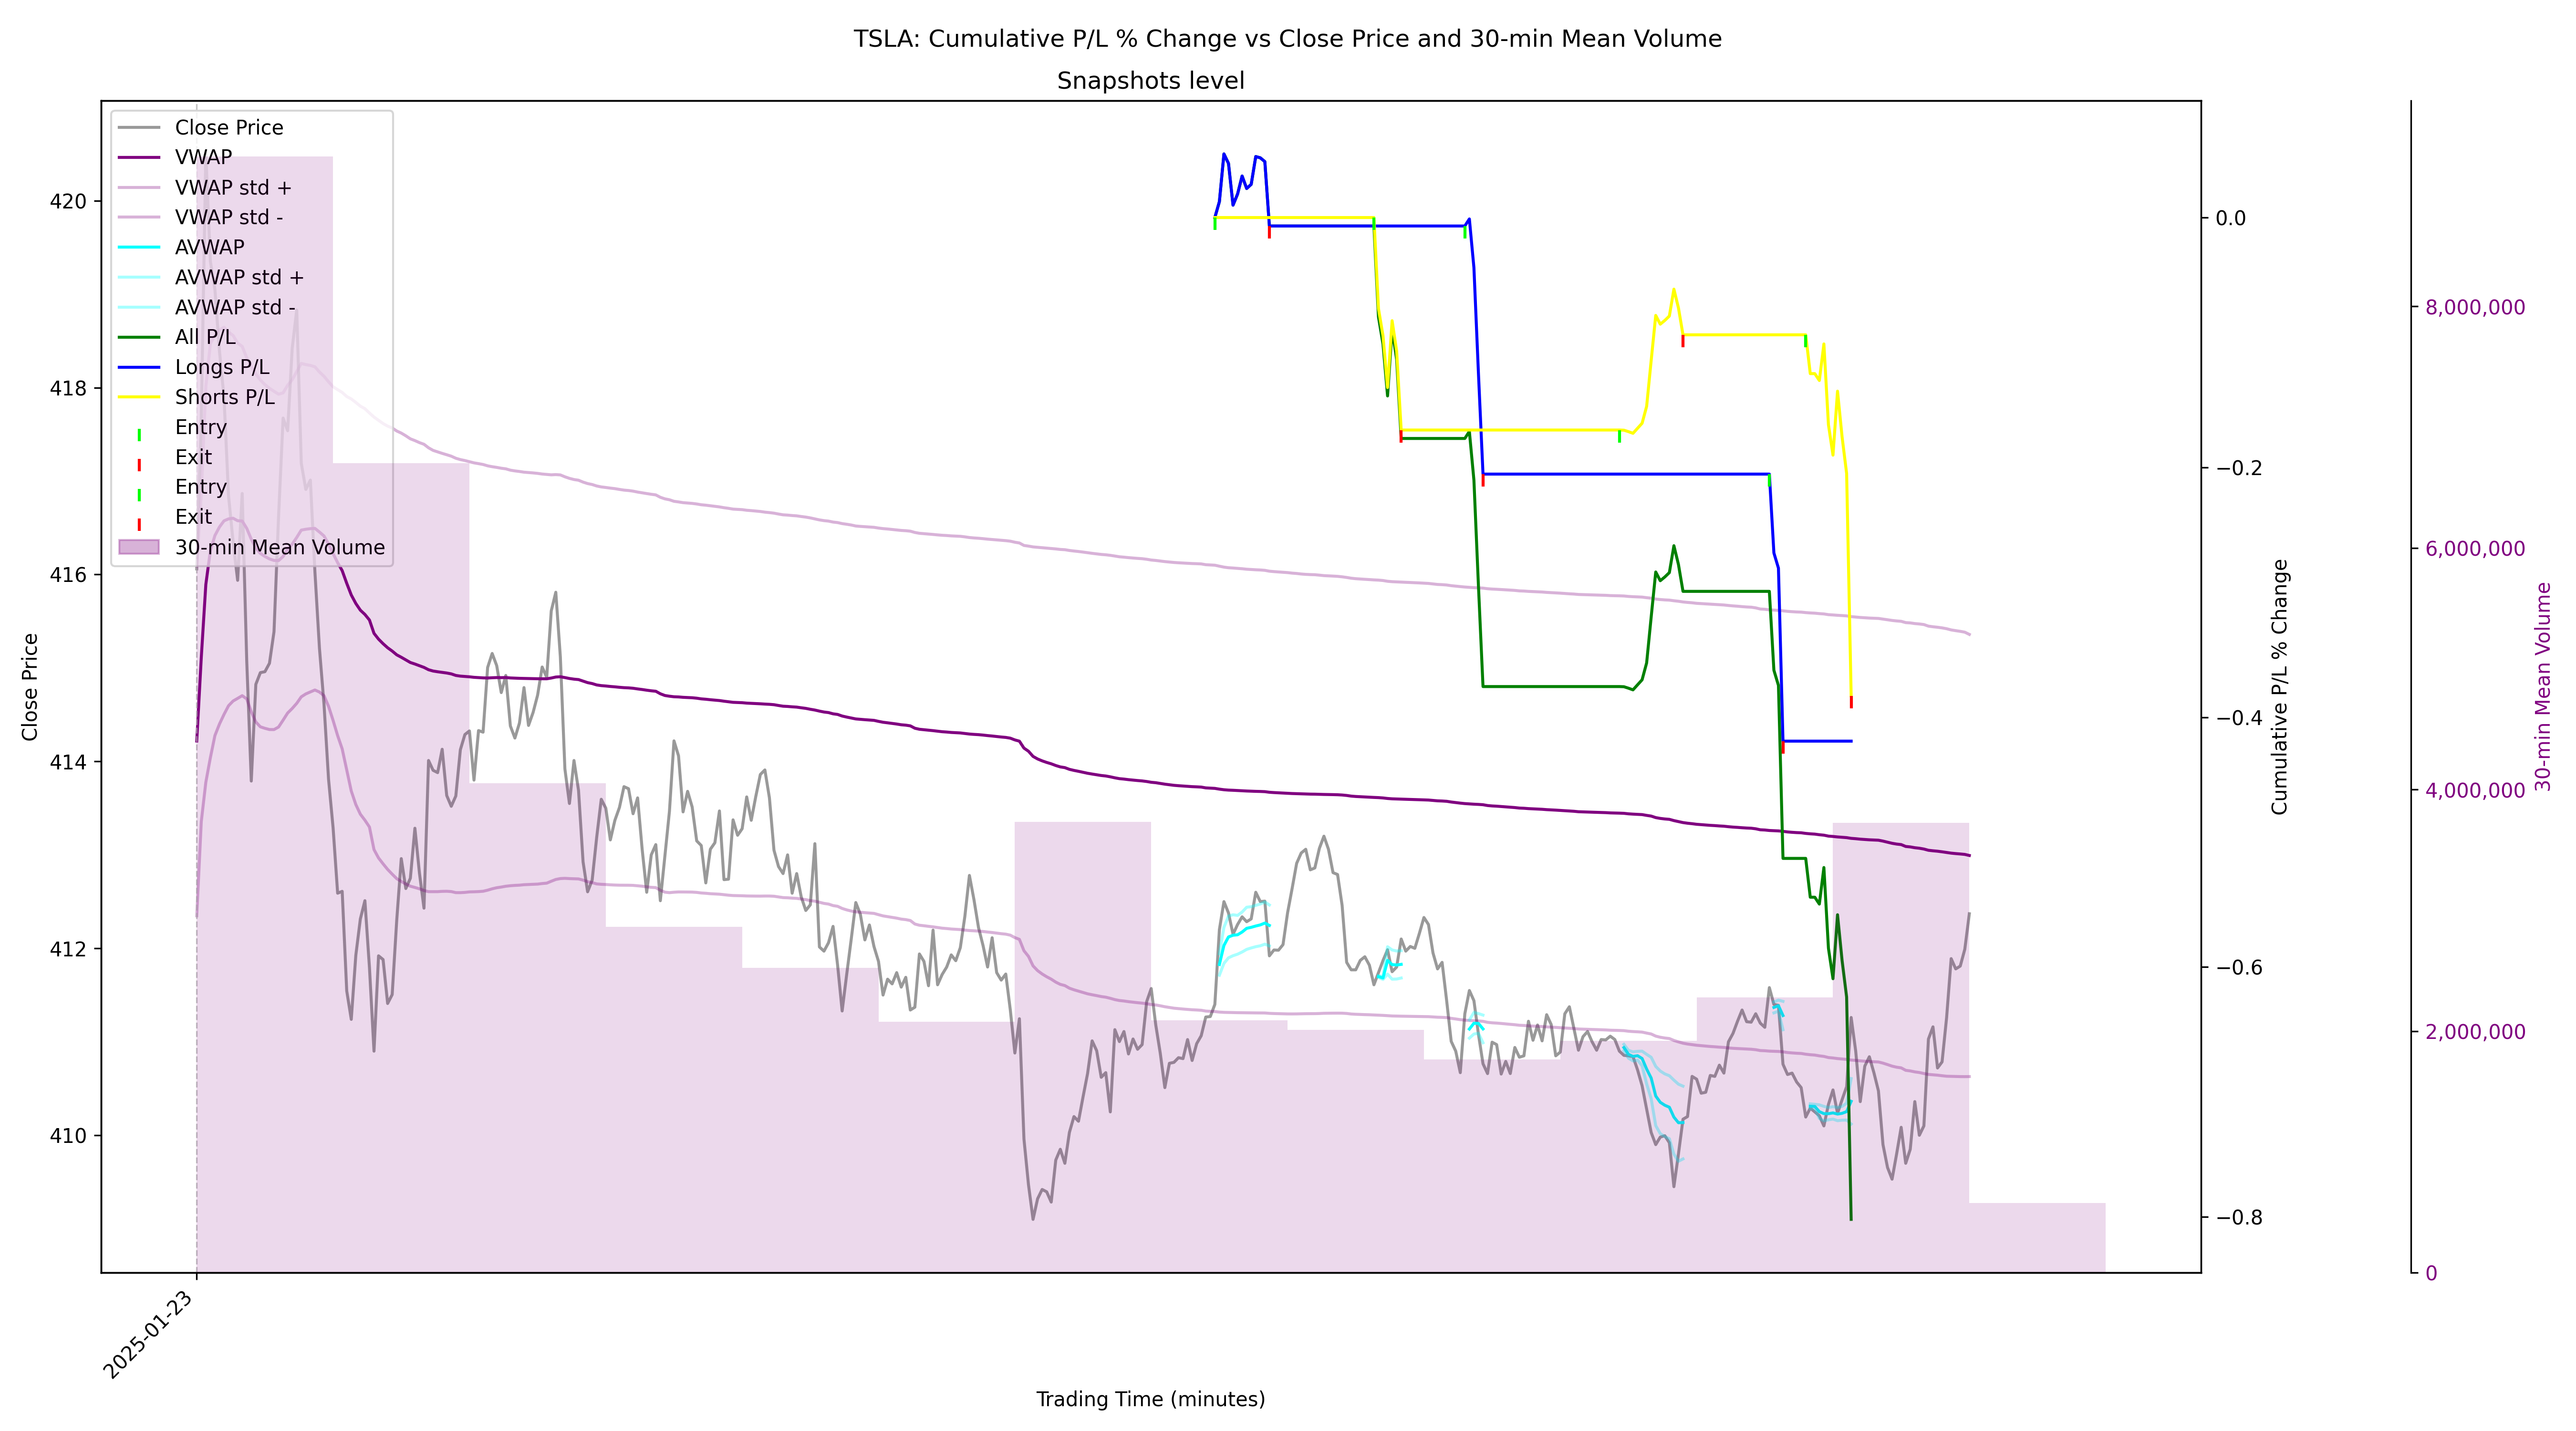 TSLA: Cumulative P/L % Change vs Close Price and 30-min Mean Volume
Snapshots level
Close Price
VWAP
VWAP std +
VWAP std -
AVWAP
AVWAP std +
AVWAP std -
All P/L
Longs P/L
Shorts P/L
Entry
Exit
Entry
Exit
30-min Mean Volume
420
418
416
414
412
410
Close Price
0.0
−0.2
−0.4
−0.6
−0.8
Cumulative P/L % Change
8,000,000
6,000,000
4,000,000
2,000,000
0
30-min Mean Volume
2025-01-23
Trading Time (minutes)